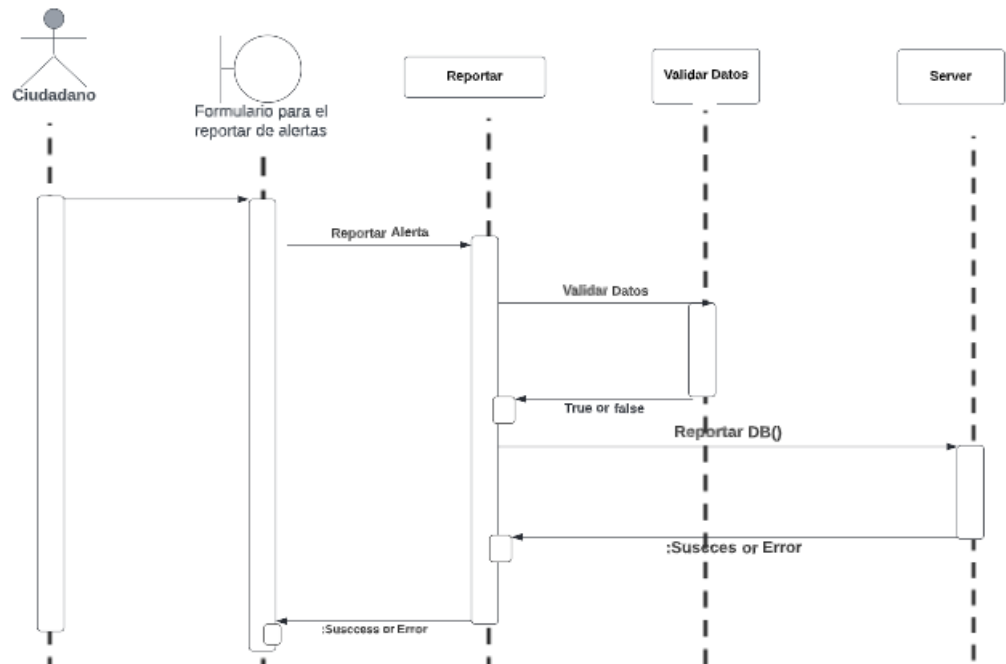 Ciudadano
Formulario para el
reportar de alertas
Reportar
Validar Datos
Server
Reportar Alerta
Validar Datos
True or false
Reportar DB()
:Suscces or Error
:Susccess or Error